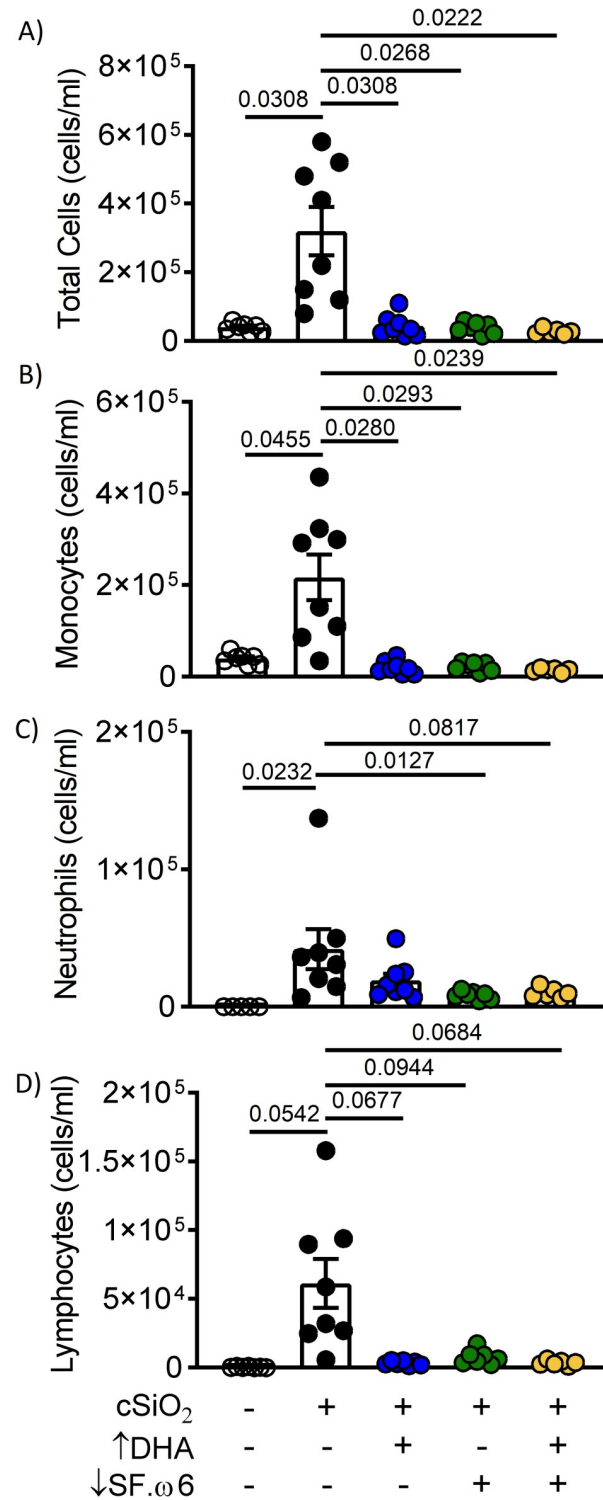 A)
0.0222
0.0268
0.0308 0.0308
Total Cells (cells/ml)
8×10⁵
6×10⁵
4×10⁵
2×10⁵
0
B)
0.0239
0.0293
0.0455 0.0280
Monocytes (cells/ml)
6×10⁵
4×10⁵
2×10⁵
0
C)
0.0817
0.0127
0.0232
Neutrophils (cells/ml)
2×10⁵
1×10⁵
0
D)
0.0684
0.0944
0.0542 0.0677
Lymphocytes (cells/ml)
2×10⁵
1.5×10⁵
1×10⁵
5×10⁴
0
cSiO₂ - + + + +
↑DHA - - + - +
↓SF.ω6 - - - + +